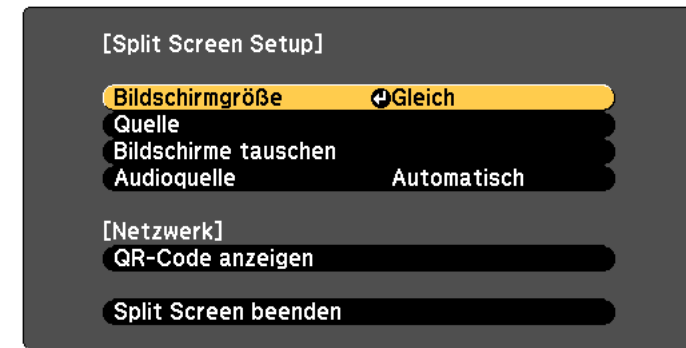 [Split Screen Setup]
Bildschirmgröße Gleich
Quelle
Bildschirme tauschen
Audioquelle Automatisch
[Netzwerk]
QR-Code anzeigen
Split Screen beenden